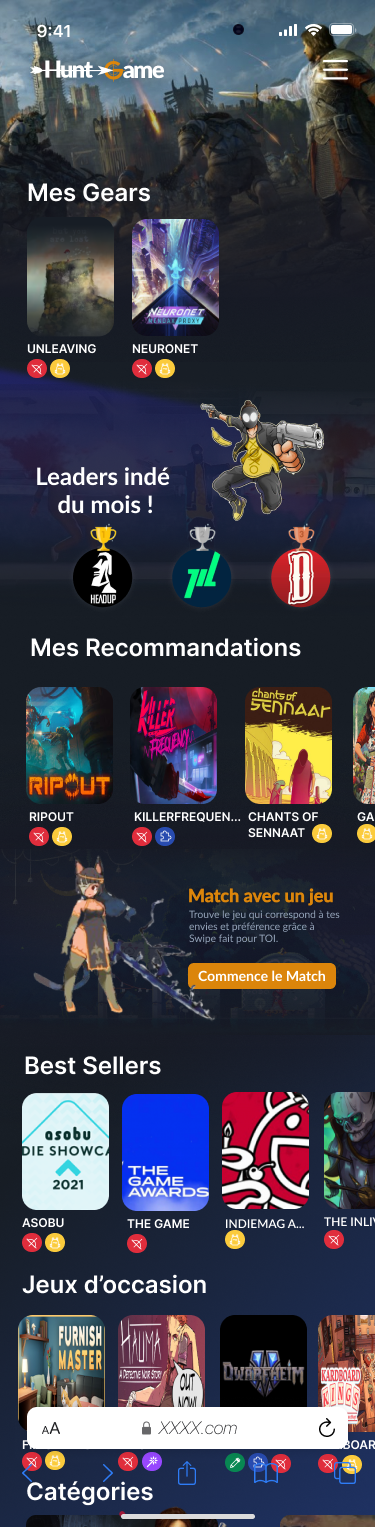 9:41
Hunt Game
Mes Gears
UNLEAVING
NEURONET
NEURONET
Leaders indé
du mois !
HEADUP
D
Mes Recommandations
RIPOUT
KILLER
FREQUENCY
chants of
SENNAAR
RIPOUT
KILLERFREQUEN...
CHANTS OF
SENNAAT
GA
Match avec un jeu
Trouve le jeu qui correspond à tes
envies et préférence grâce à
Swipe fait pour TOI.
Commence le Match
Best Sellers
asobu
DIE SHOWCA
2021
THE
GAME
AWARDS
ASOBU
THE GAME
INDIEMAG A...
THE INLIV
Jeux d'occasion
FURNISH
MASTER
HAUMA
A DETECTIVE NOIR STORY
OUT
NOW!
DWARFHEIM
KARDBOARD
KINGS
AA
XXXX.com
BOAR
Catégories